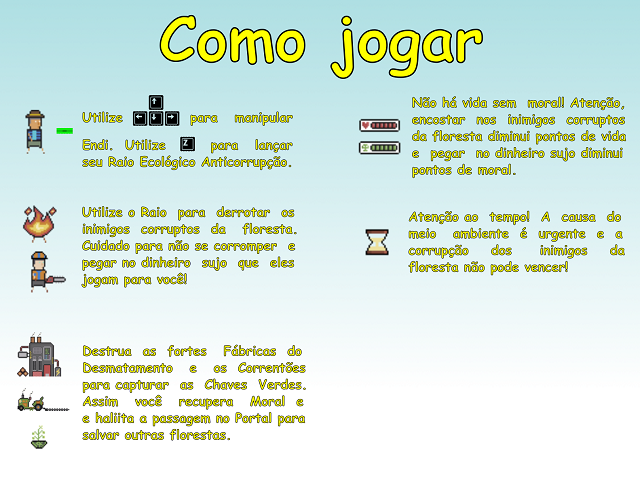 Como jogar
Utilize ↑ ← ↓ → para manipular
Endi. Utilize Z para lançar
seu Raio Ecológico Anticorrupção.
Utilize o Raio para derrotar os
inimigos corruptos da floresta.
Cuidado para não se corromper e
pegar no dinheiro sujo que eles
jogam para você!
Destrua as fortes Fábricas do
Desmatamento e os Correntões
para capturar as Chaves Verdes.
Assim você recupera Moral e
e haliita a passagem no Portal para
salvar outras florestas.
Não há vida sem moral! Atenção,
encostar nos inimigos corruptos
da floresta diminui pontos de vida
e pegar no dinheiro sujo diminui
pontos de moral.
Atenção ao tempo! A causa do
meio ambiente é urgente e a
corrupção dos inimigos da
floresta não pode vencer!